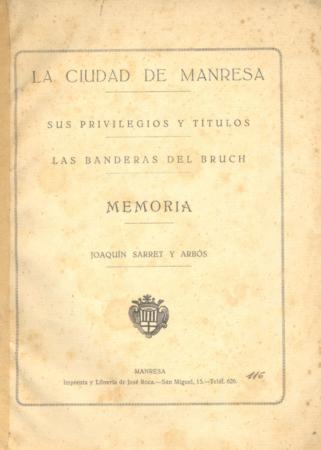 LA CIUDAD DE MANRESA
SUS PRIVILEGIOS Y TÍTULOS
LAS BANDERAS DEL BRUCH
MEMORIA
JOAQUÍN SARRET Y ARBÓS
MANRESA
Imprenta y Librería de José Roca.—San Miguel, 15.—Teléf. 626.
116